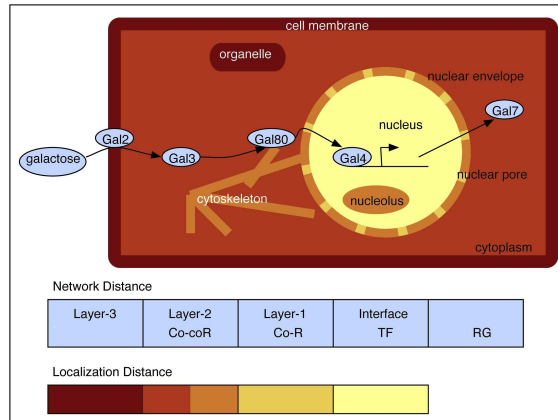 cell membrane
organelle
nuclear envelope
Gal7
Gal2
Gal80
nucleus
galactose
Gal3
Gal4
nuclear pore
cytoskeleton
nucleolus
cytoplasm
Network Distance
Layer-3 Layer-2 Layer-1 Interface
Co-coR Co-R TF RG
Localization Distance